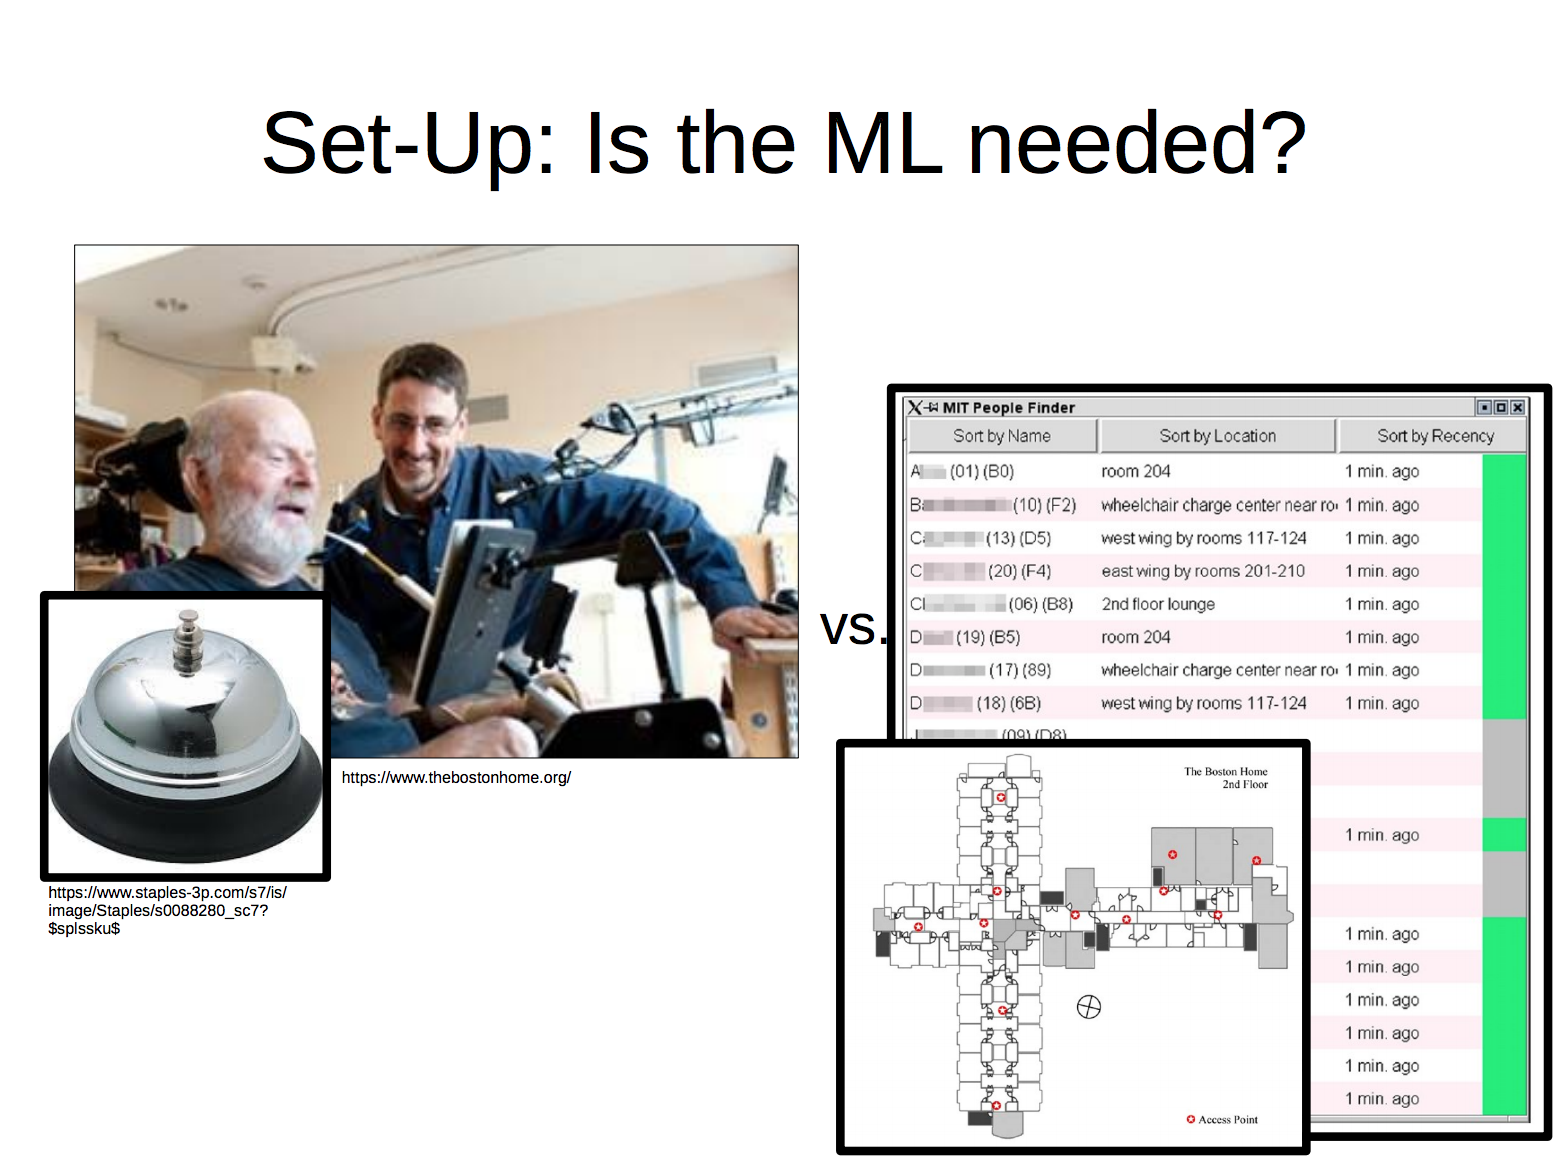 Set-Up: Is the ML needed?
https://www.thebostonhome.org/
https://www.staples-3p.com/s7/is/
image/Staples/s0088280_sc7?
$splssku$
vs.
MIT People Finder
Sort by Name Sort by Location Sort by Recency
A (01) (B0) room 204 1 min. ago
B (10) (F2) wheelchair charge center near 1 min. ago
C (13) (D5) west wing by rooms 117-124 1 min. ago
C (20) (F4) east wing by rooms 201-210 1 min. ago
(06) (B8) 2nd floor lounge 1 min. ago
D (19) (B5) room 204 1 min. ago
D (17) (89) wheelchair charge center near 1 min. ago
D (18) (6B) west wing by rooms 117-124 1 min. ago
(09) (D8)
1 min. ago
1 min. ago
1 min. ago
1 min. ago
1 min. ago
1 min. ago
1 min. ago
The Boston Home
2nd Floor
Access Point